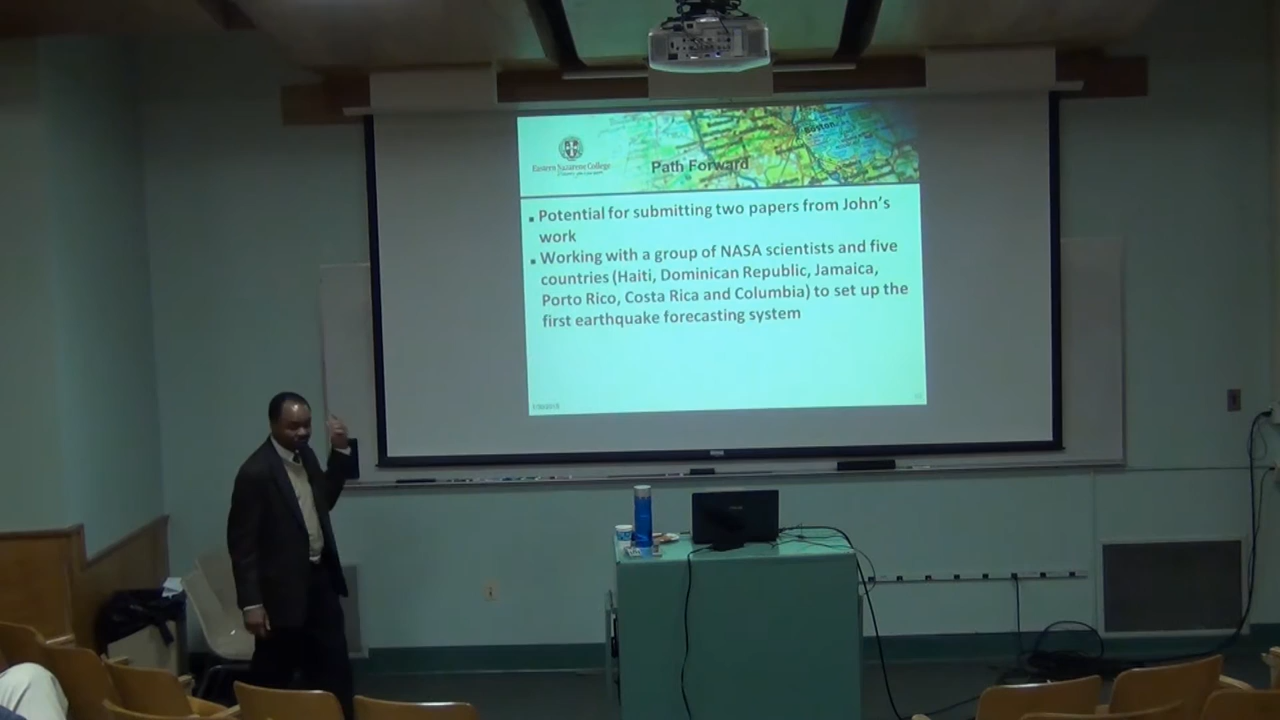 Boston
Eastern Nazarene College
Path Forward
▪ Potential for submitting two papers from John's
work
▪ Working with a group of NASA scientists and five
countries (Haiti, Dominican Republic, Jamaica,
Porto Rico, Costa Rica and Columbia) to set up the
first earthquake forecasting system